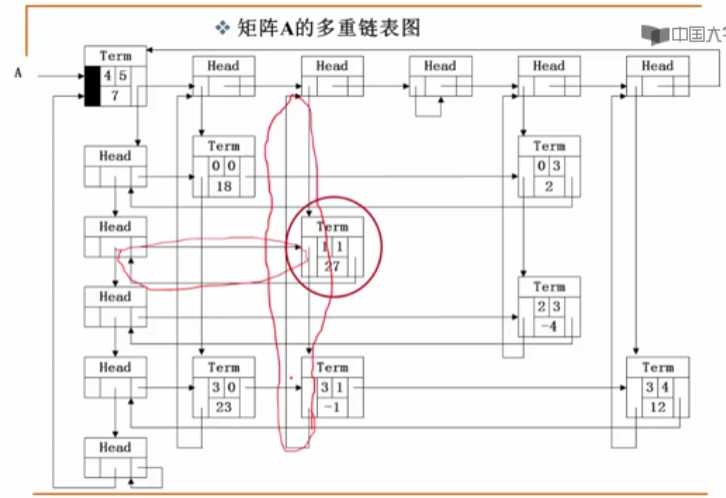 ❖ 矩阵A的多重链表图
中国大学
A
Term
4 5
7
Head
Head
Head
Head
Head
Head
Term
0 0
18
Term
0 3
2
Head
Term
1 1
27
Head
Term
2 3
-4
Head
Term
3 0
23
Term
3 1
-1
Term
3 4
12
Head